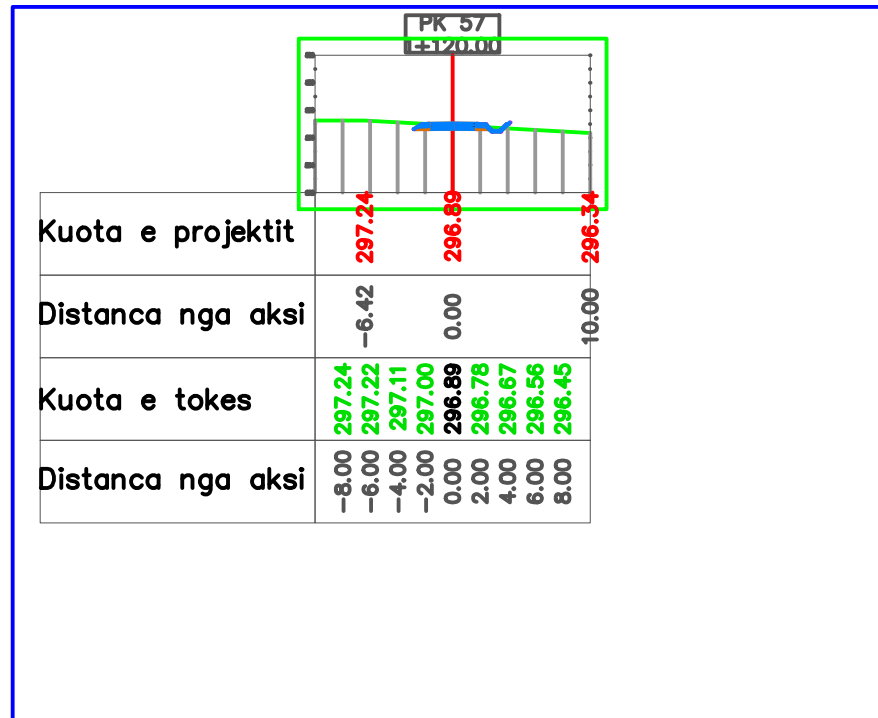 PK 57
1+120.00
Kuota e projektit 297.24 296.89 296.34
Distanca nga aksi -6.42 0.00 10.00
Kuota e tokes 297.24 297.22 297.11 297.00 296.89 296.78 296.67 296.56 296.45
Distanca nga aksi -8.00 -6.00 -4.00 -2.00 0.00 2.00 4.00 6.00 8.00